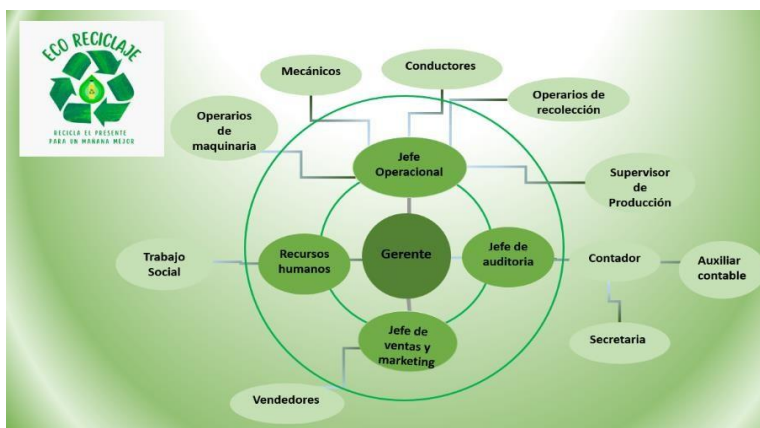 ECO RECICLAJE
RECICLA EL PRESENTE
PARA UN MAÑANA MEJOR
Mecánicos
Conductores
Operarios de
recolección
Operarios
de
maquinaria
Jefe
Operacional
Supervisor
de
Producción
Trabajo
Social
Recursos
humanos
Gerente
Jefe de
auditoria
Contador
Auxiliar
contable
Jefe de
ventas y
marketing
Secretaria
Vendedores